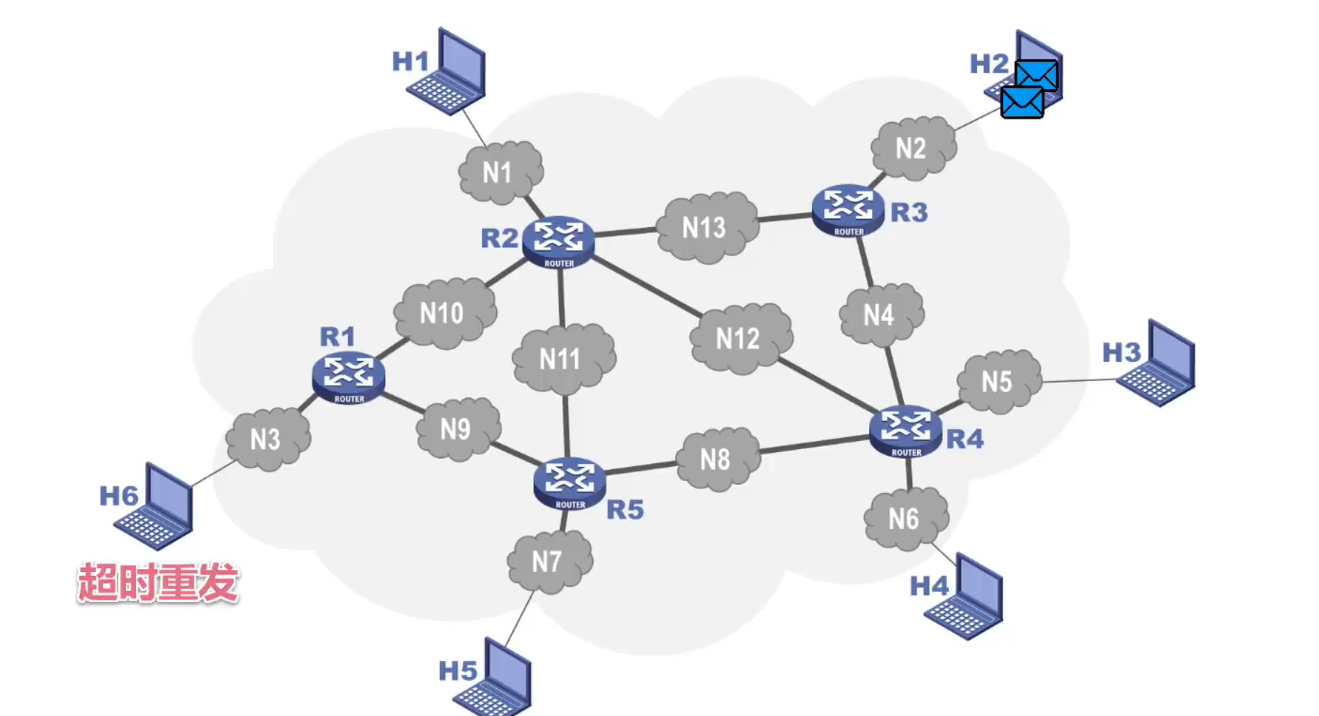 H1
H2
N1
N2
R2
ROUTER
N13
R3
ROUTER
N10
N4
R1
ROUTER
N11
N12
H3
N5
N3
N9
R4
ROUTER
N8
H6
R5
ROUTER
N6
超时重发
N7
H4
H5